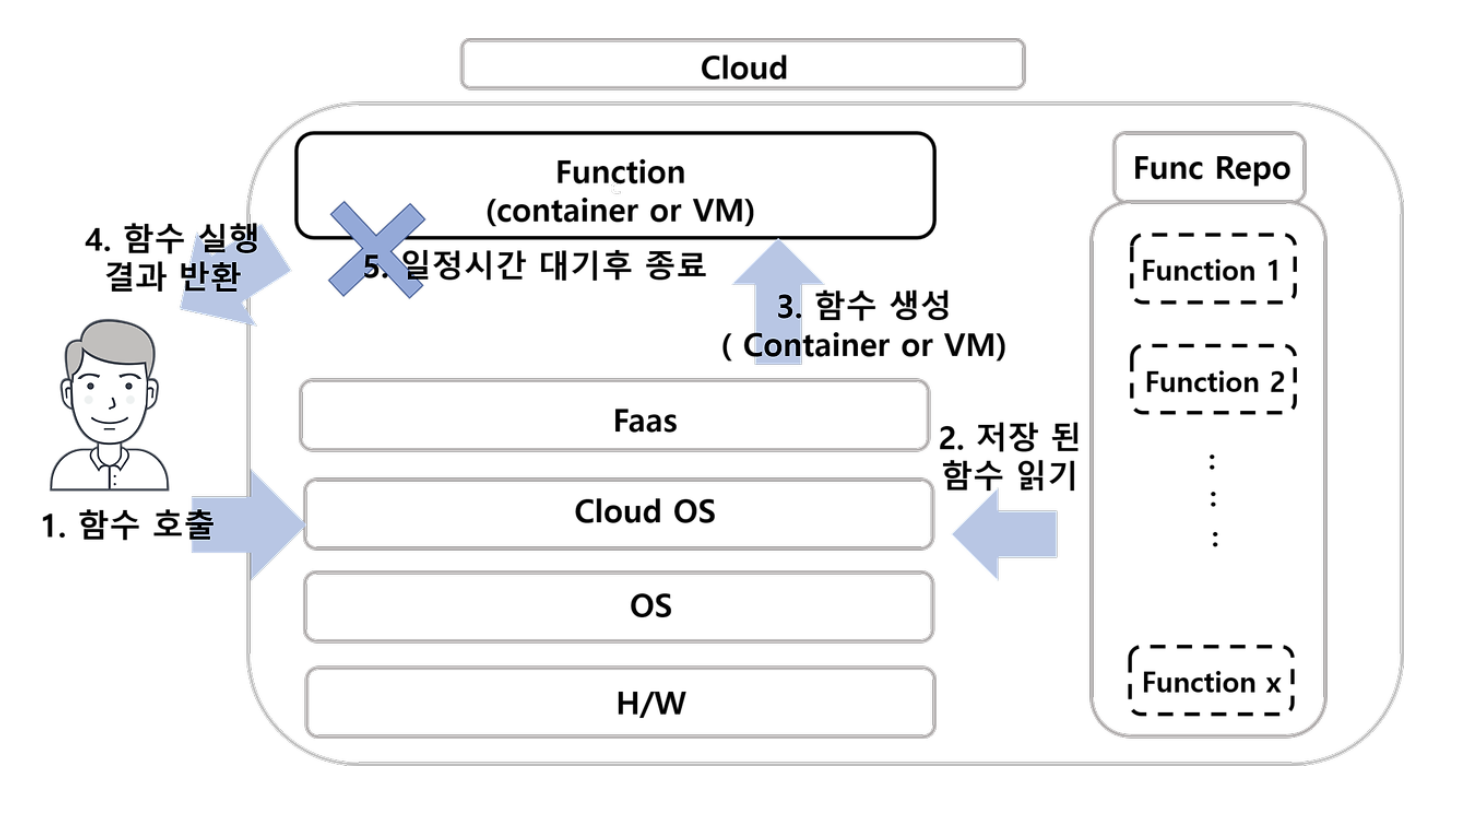 Cloud
Function
(container or VM)
Func Repo
4. 함수 실행
결과 반환
5. 일정시간 대기후 종료
Function 1
3. 함수 생성
( Container or VM)
Function 2
Faas
2. 저장 된
함수 읽기
:
:
:
Cloud OS
1. 함수 호출
OS
Function x
H/W